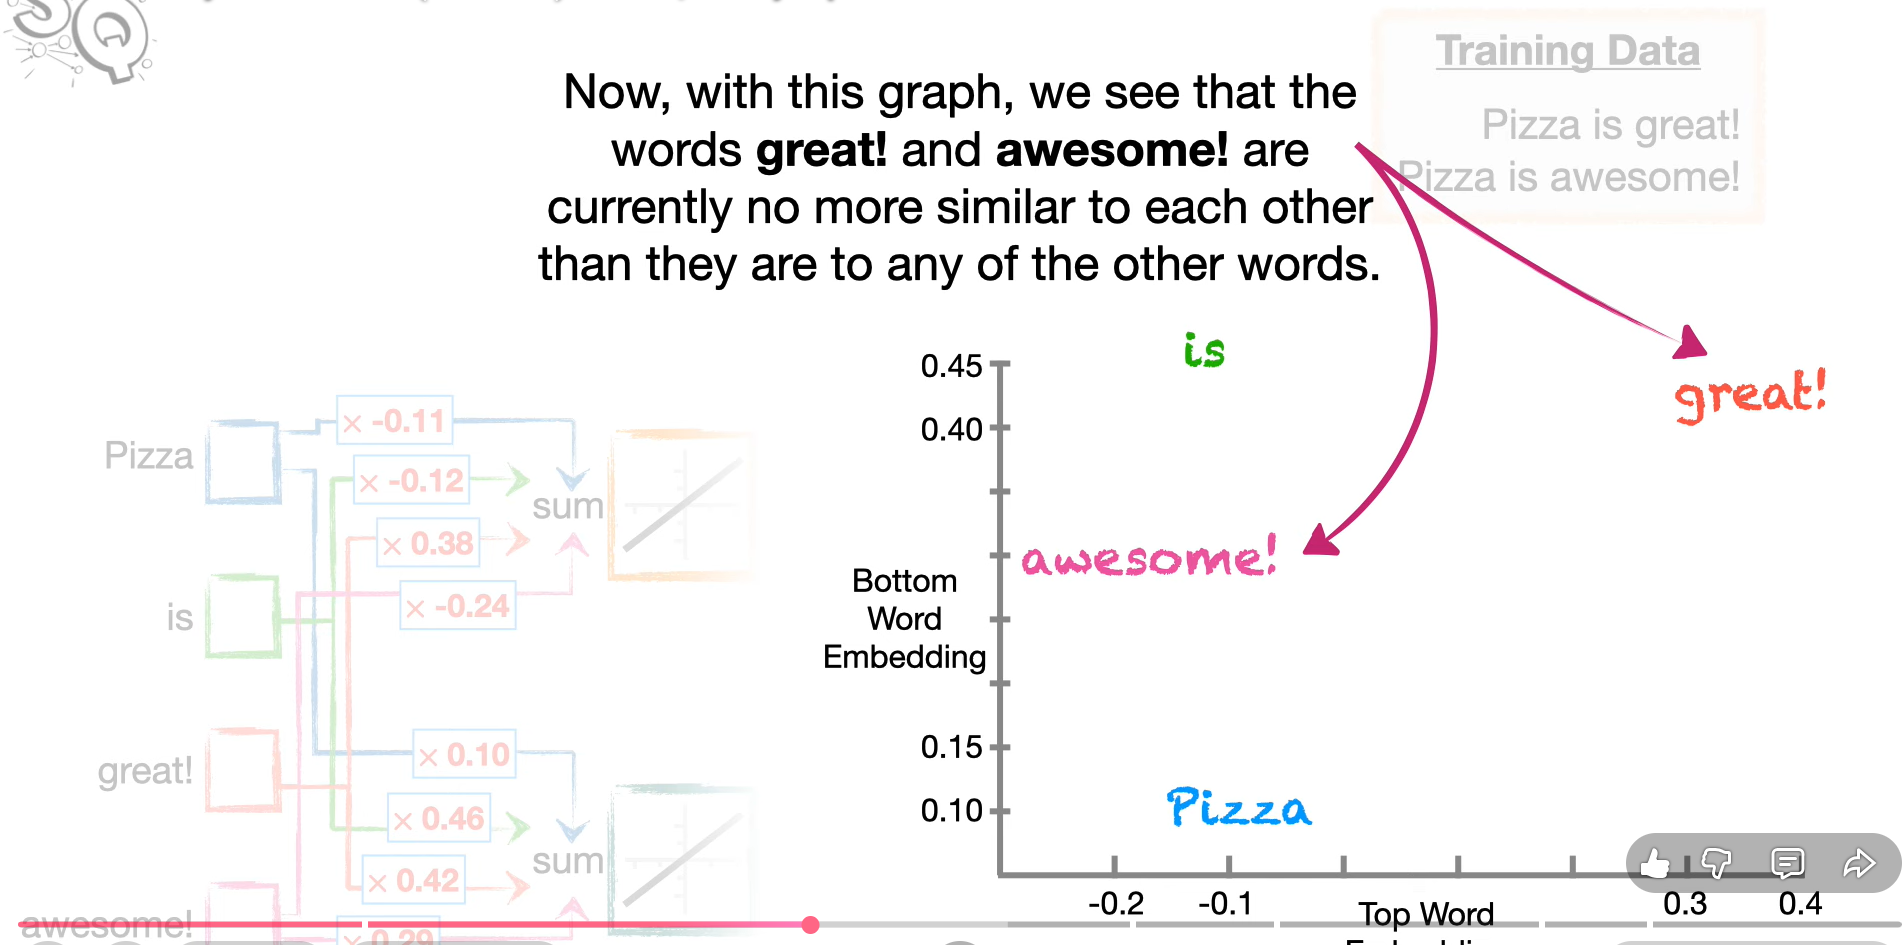 SQ
Training Data
Pizza is great!
Pizza is awesome!
Now, with this graph, we see that the
words great! and awesome! are
currently no more similar to each other
than they are to any of the other words.
Pizza
is
great!
awesome!
× -0.11
× -0.12
× 0.38
× -0.24
sum
× 0.10
× 0.46
× 0.42
× 0.29
sum
0.45
0.40
0.15
0.10
Bottom
Word
Embedding
is
great!
awesome!
Pizza
-0.2
-0.1
0.3
0.4
Top Word